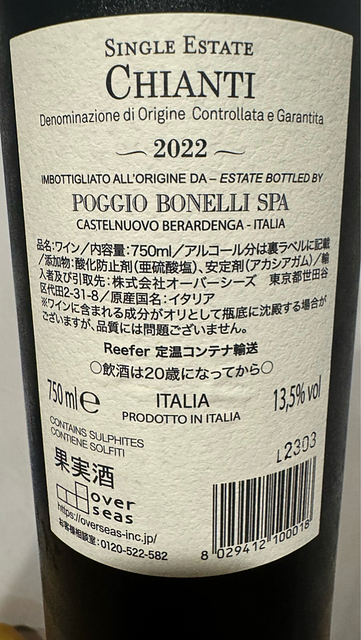 SINGLE ESTATE
CHIANTI
Denominazione di Origine Controllata e Garantita
2022
IMBOTTIGLIATO ALL'ORIGINE DA – ESTATE BOTTLED BY
POGGIO BONELLI SPA
CASTELNUOVO BERARDENGA - ITALIA
品名:ワイン/内容量:750ml/アルコール分は裏ラベルに記載
/添加物:酸化防止剤(亜硫酸塩)、安定剤(アカシアガム)/輸
入者及び引取先:株式会社オーバーシーズ 東京都世田谷
区代田2-31-8/原産国名:イタリア
※ワインに含まれる成分がオリとして瓶底に沈殿する場合が
ございますが、品質には問題ございません。
Reefer 定温コンテナ輸送
○飲酒は20歳になってから○
750 ml e
ITALIA
PRODOTTO IN ITALIA
13,5% vol
CONTAINS SULPHITES
CONTIENE SOLFITI
L2303
果実酒
over
seas
https://overseas-inc.jp/
お客様相談室:0120-522-582
8 029412 100018